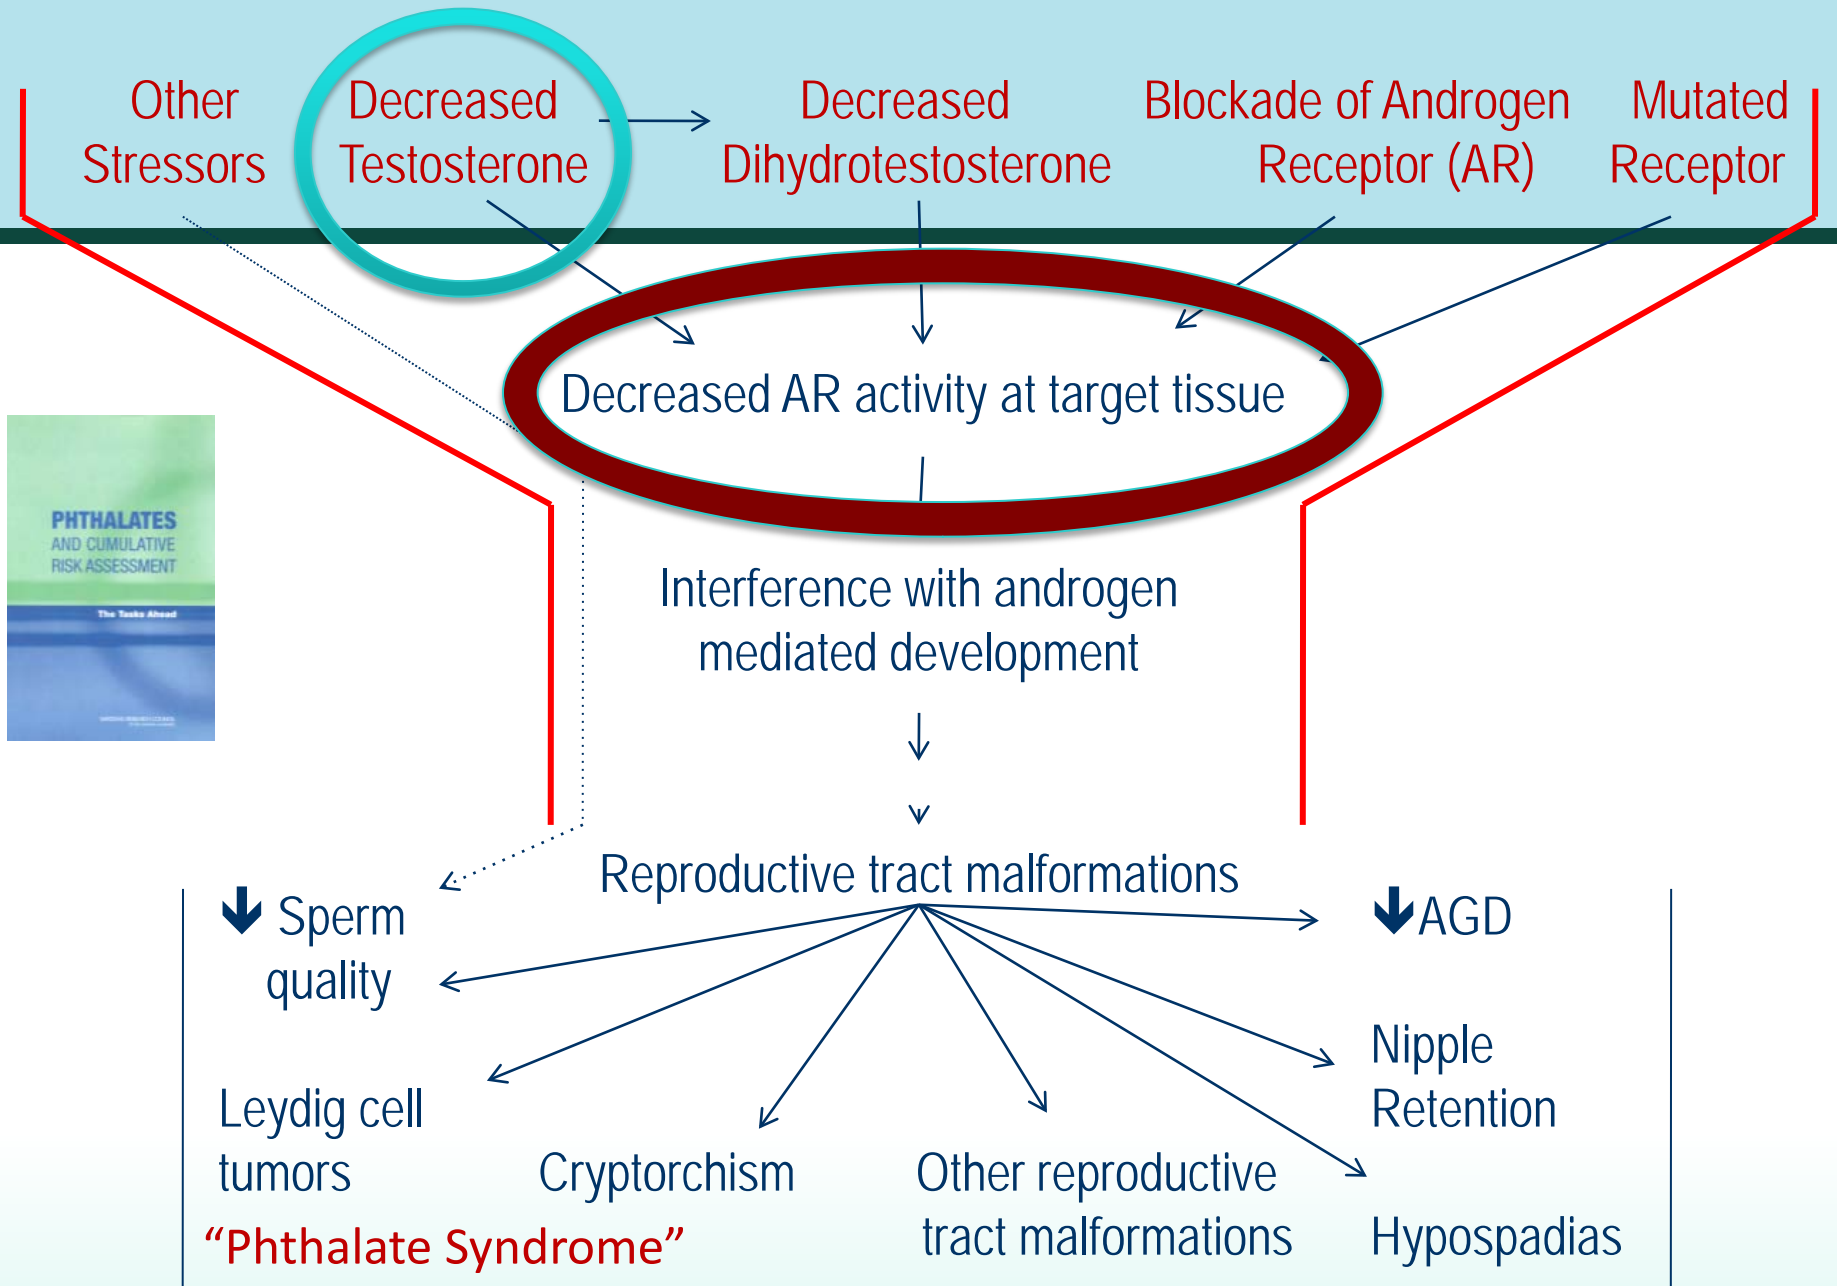 Other
Stressors
Decreased
Testosterone
Decreased
Dihydrotestosterone
Blockade of Androgen
Receptor (AR)
Mutated
Receptor
Decreased AR activity at target tissue
PHTHALATES
AND CUMULATIVE
RISK ASSESSMENT
The Tasks Ahead
Interference with androgen
mediated development
Reproductive tract malformations
Sperm
quality
AGD
Nipple
Retention
Leydig cell
tumors
Cryptorchism
Other reproductive
tract malformations
Hypospadias
“Phthalate Syndrome”